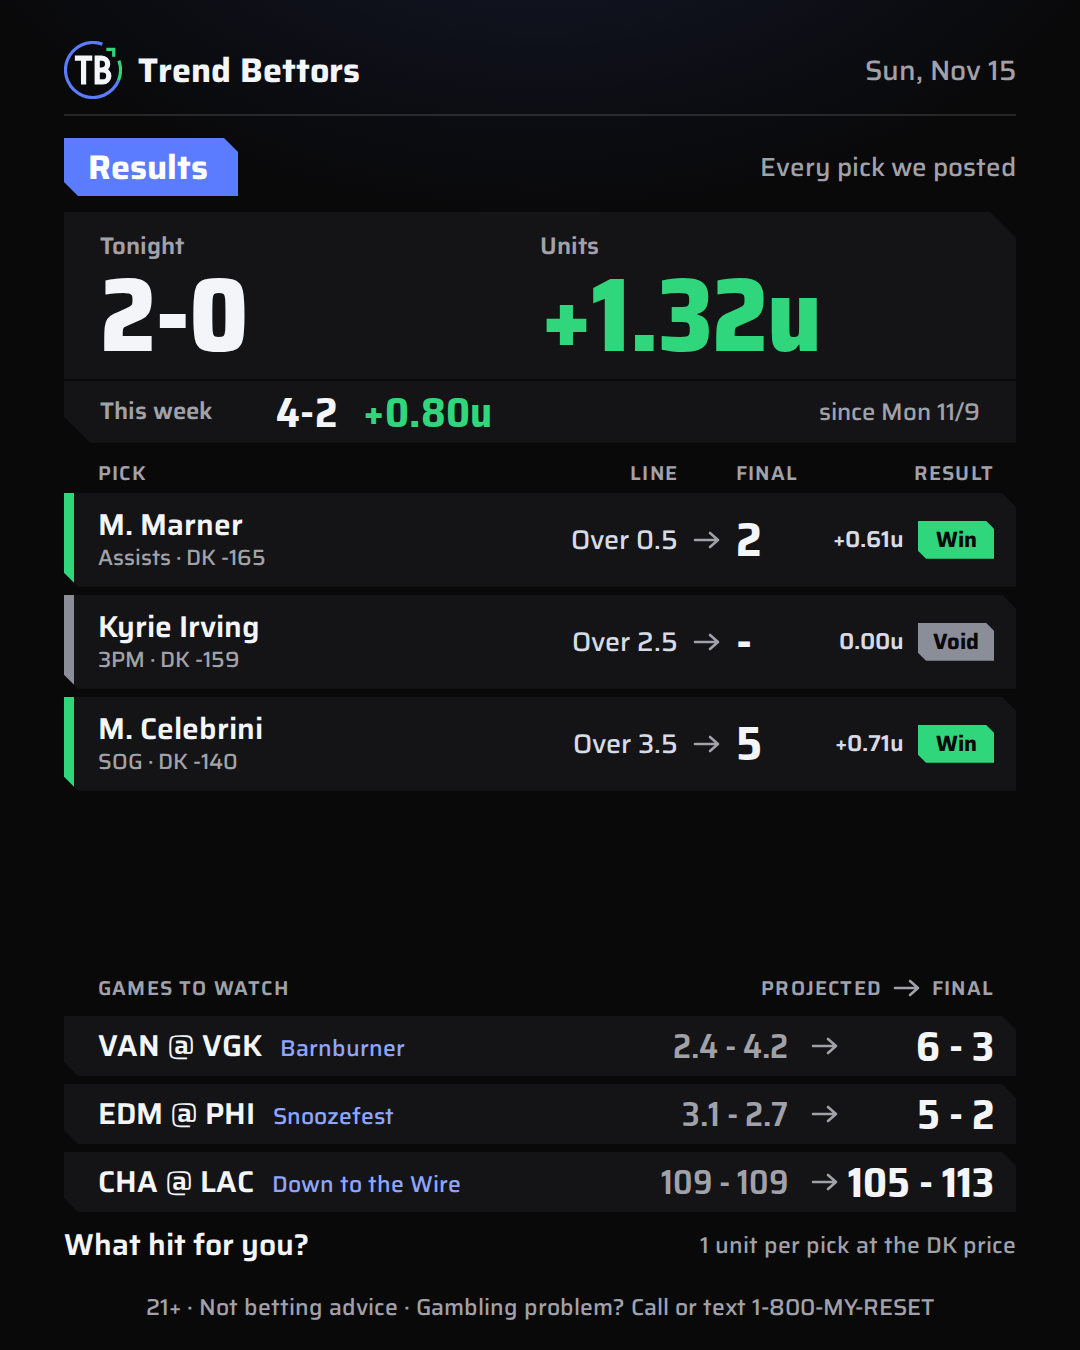 TB Trend Bettors Sun, Nov 15
Results Every pick we posted
Tonight Units
2-0 +1.32u
This week 4-2 +0.80u since Mon 11/9
PICK LINE FINAL RESULT
M. Marner
Assists · DK -165
Over 0.5 → 2 +0.61u Win
Kyrie Irving
3PM · DK -159
Over 2.5 → - 0.00u Void
M. Celebrini
SOG · DK -140
Over 3.5 → 5 +0.71u Win
GAMES TO WATCH PROJECTED → FINAL
VAN @ VGK Barnburner 2.4 - 4.2 → 6 - 3
EDM @ PHI Snoozefest 3.1 - 2.7 → 5 - 2
CHA @ LAC Down to the Wire 109 - 109 → 105 - 113
What hit for you? 1 unit per pick at the DK price
21+ · Not betting advice · Gambling problem? Call or text 1-800-MY-RESET